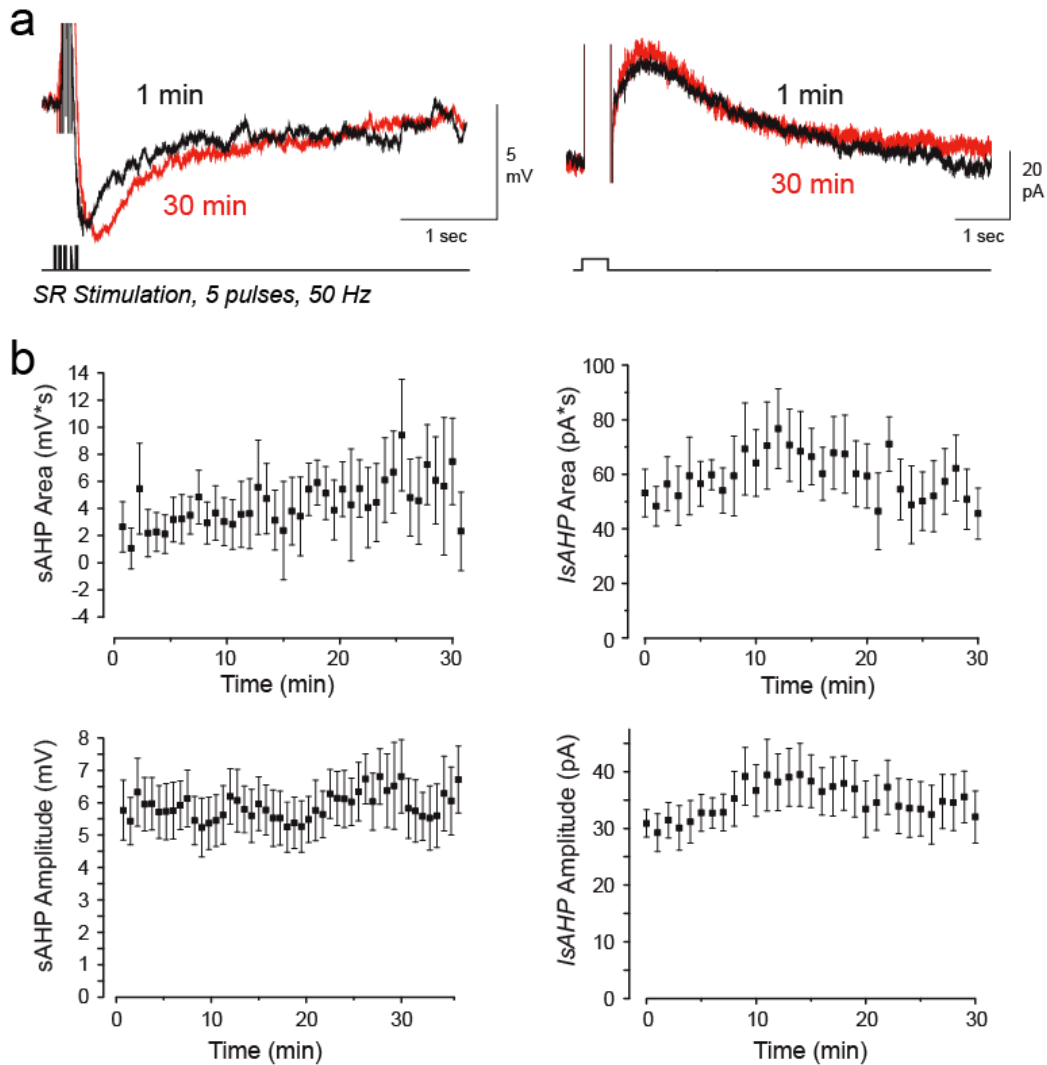 a
1 min
30 min
5
mV
1 sec
SR Stimulation, 5 pulses, 50 Hz
1 min
30 min
20
pA
1 sec
b
sAHP Area (mV*s)
14
12
10
8
6
4
2
0
-2
-4
0 10 20 30
Time (min)
IsAHP Area (pA*s)
100
80
60
40
20
0
0 10 20 30
Time (min)
sAHP Amplitude (mV)
8
7
6
5
4
3
2
1
0
0 10 20 30
Time (min)
IsAHP Amplitude (pA)
40
30
20
10
0
0 10 20 30
Time (min)